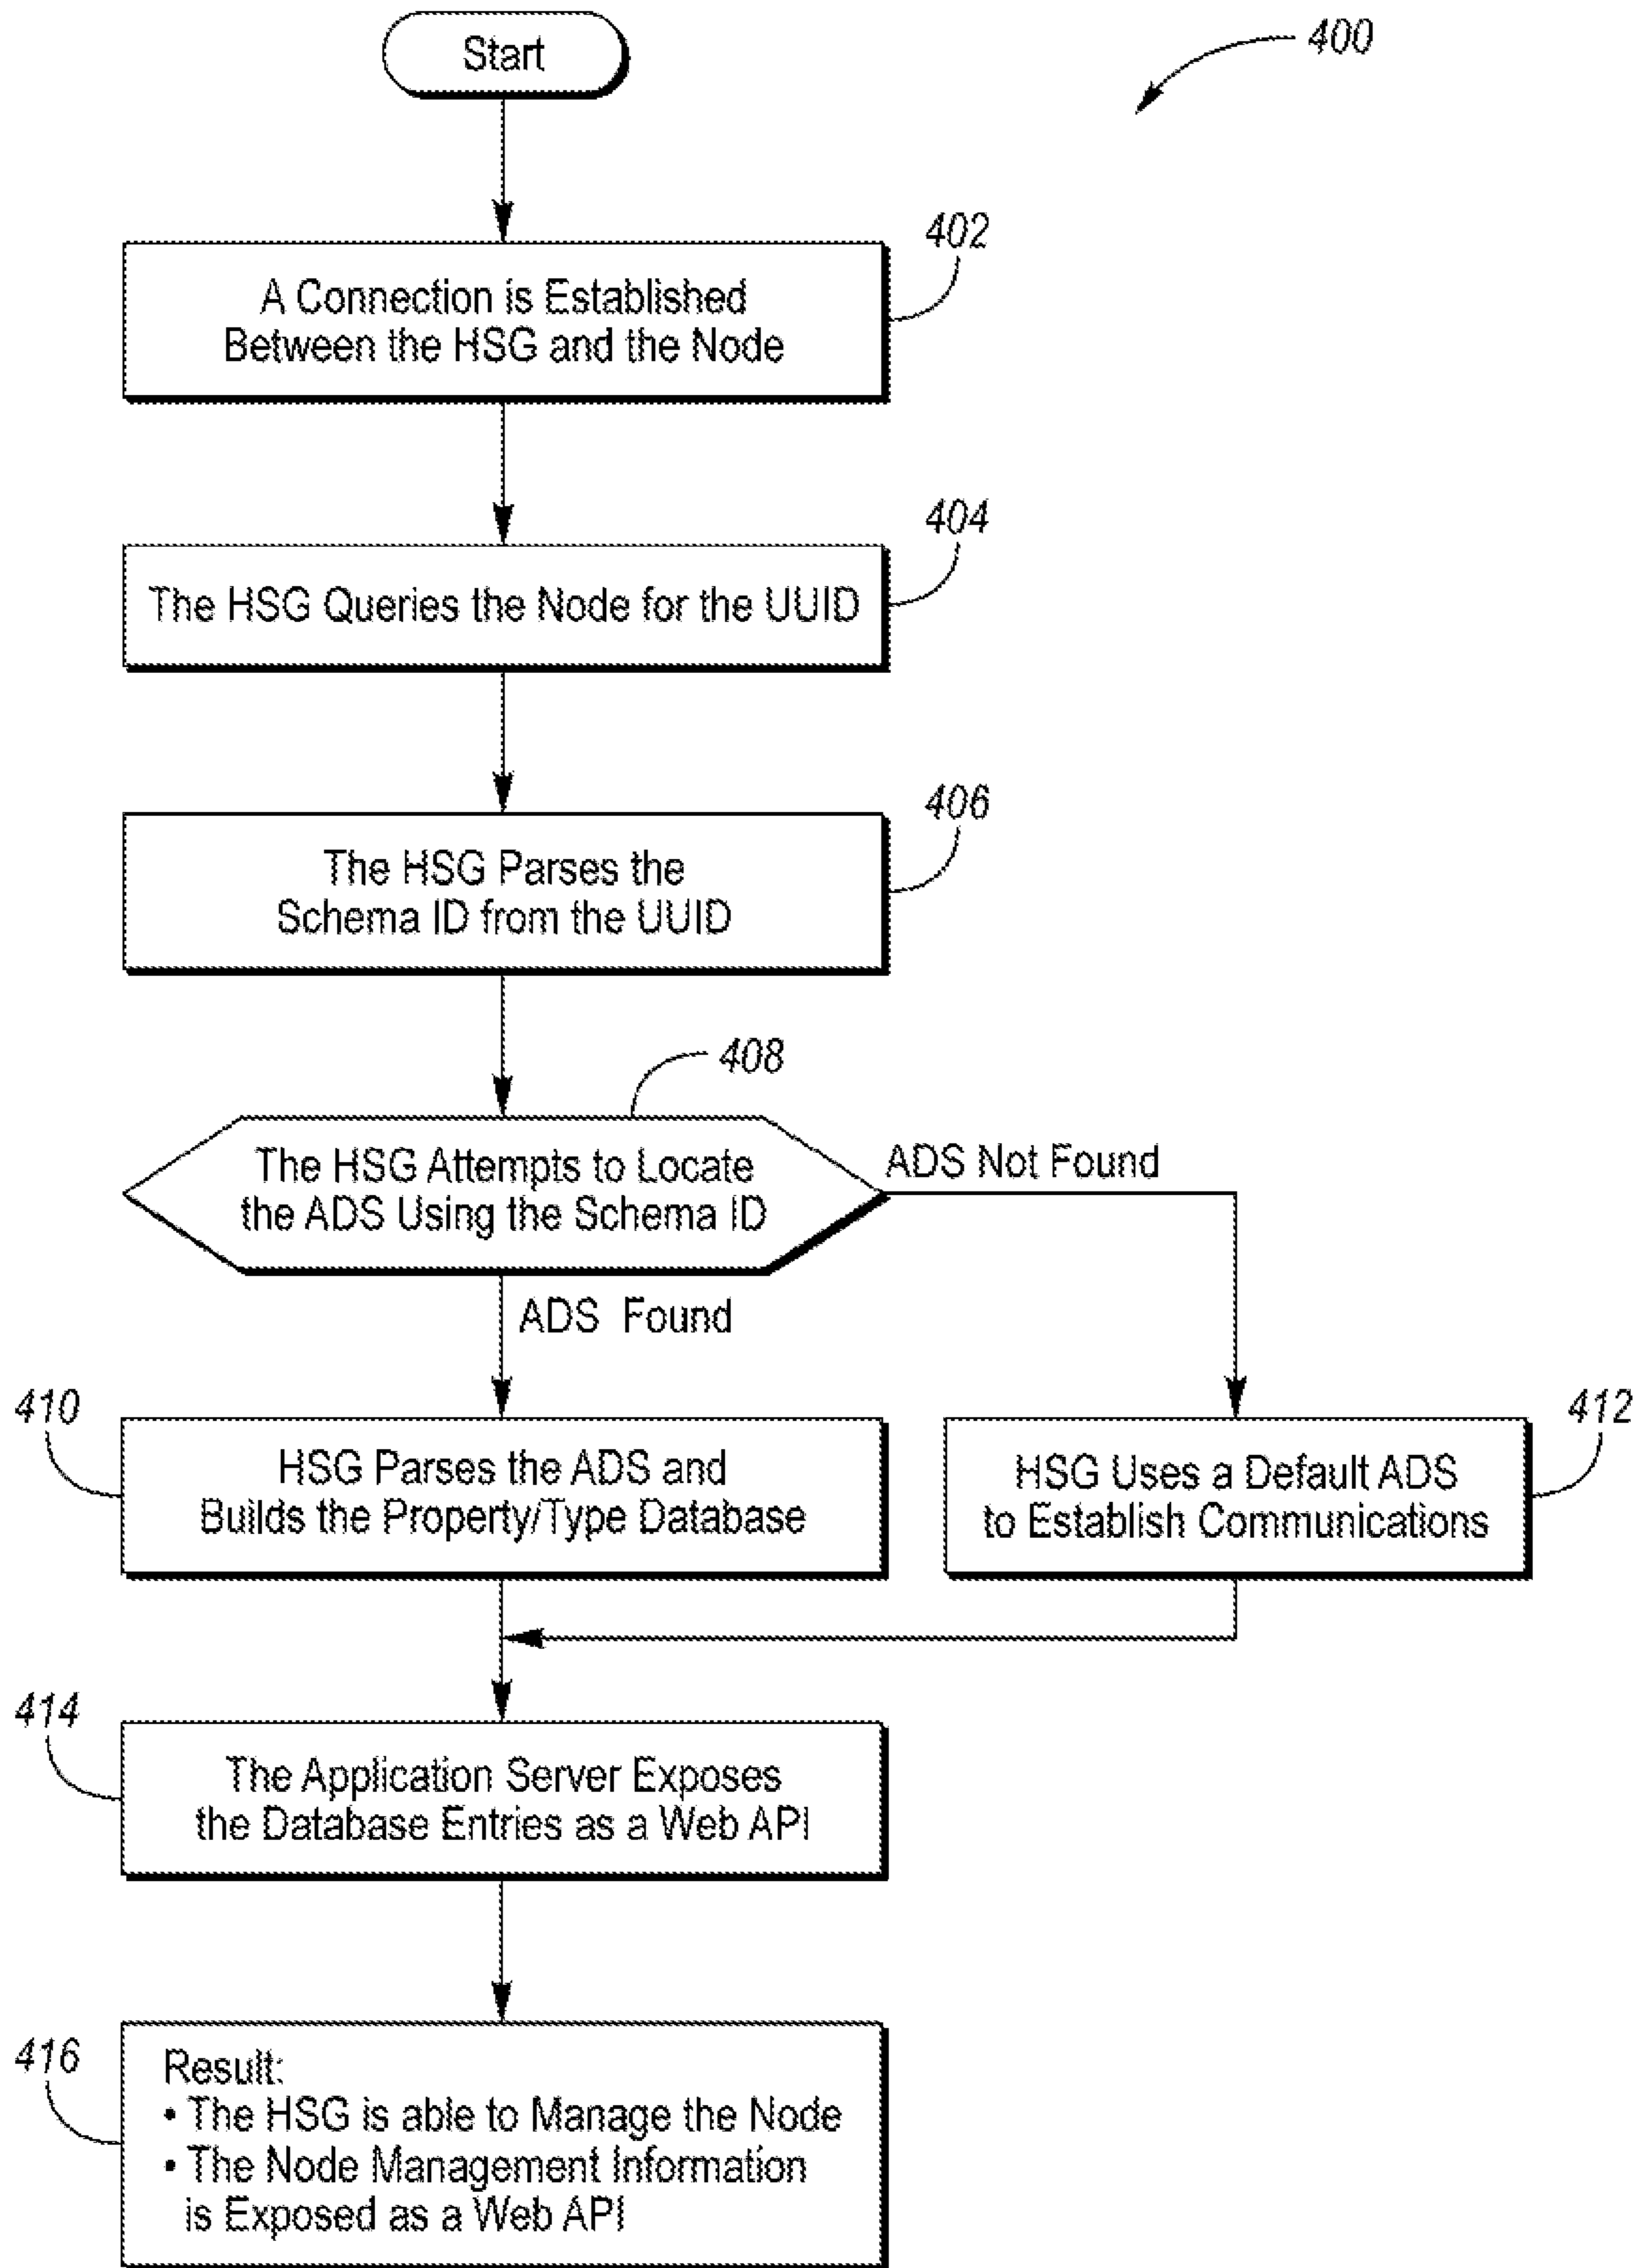 Start
400
A Connection is Established
Between the HSG and the Node
402
The HSG Queries the Node for the UUID
404
The HSG Parses the
Schema ID from the UUID
406
408
The HSG Attempts to Locate
the ADS Using the Schema ID
ADS Not Found
ADS Found
410
HSG Parses the ADS and
Builds the Property/Type Database
412
HSG Uses a Default ADS
to Establish Communications
414
The Application Server Exposes
the Database Entries as a Web API
416
Result:
• The HSG is able to Manage the Node
• The Node Management Information
is Exposed as a Web API